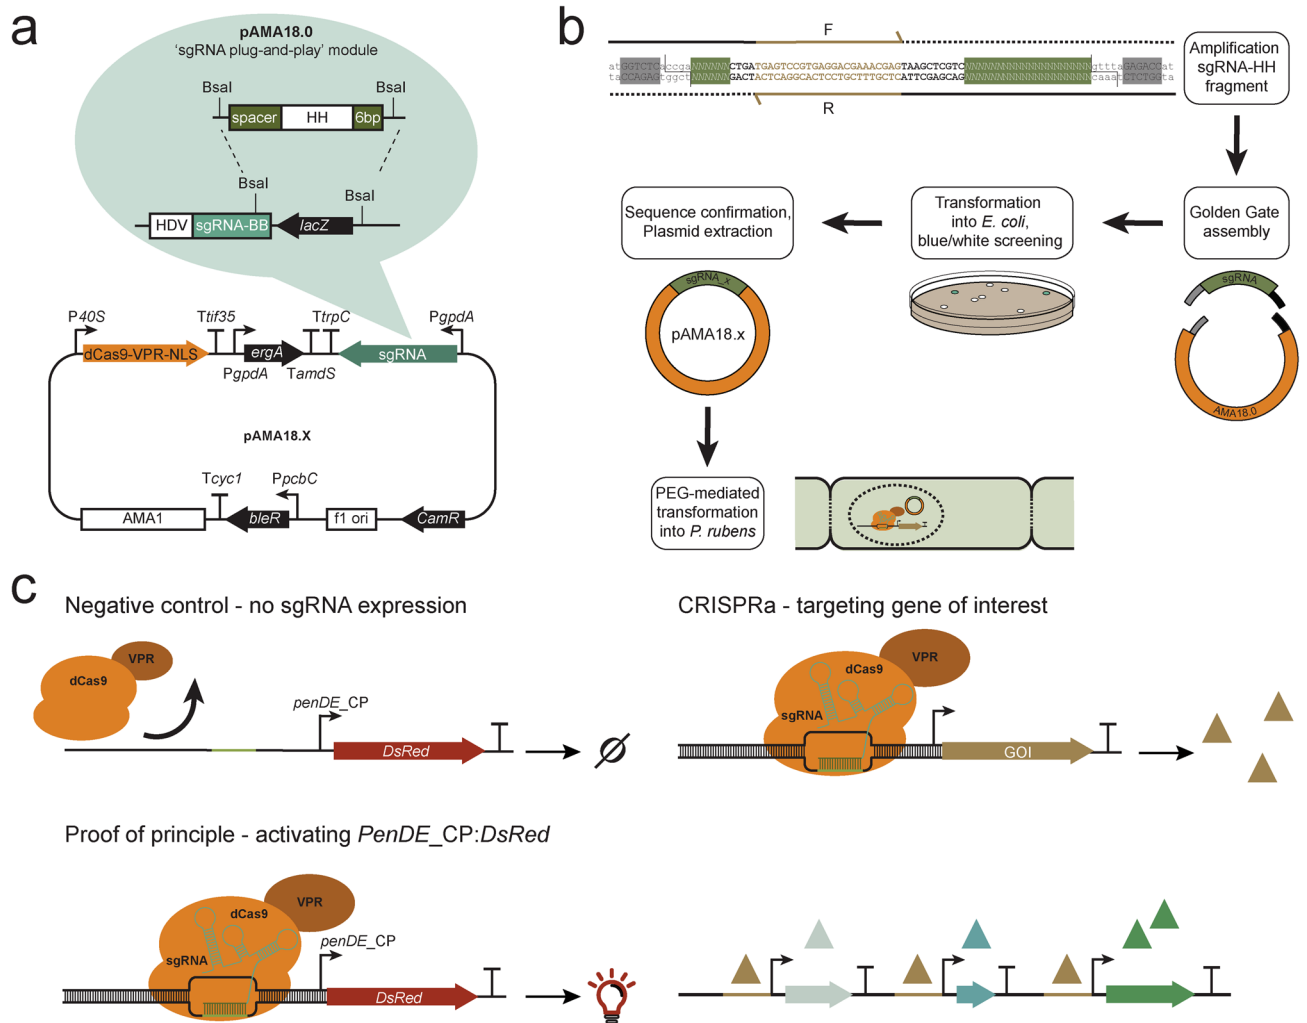 a
pAMA18.0
'sgRNA plug-and-play' module
BsaI
BsaI
spacer
HH
6bp
BsaI
BsaI
HDV
sgRNA-BB
lacZ
P40S
Ttif35
TtrpC
PgpdA
dCas9-VPR-NLS
ergA
sgRNA
PgpdA
TamdS
pAMA18.X
Tcyc1
PpcbC
AMA1
bleR
f1 ori
CamR
b
F
atGGTCTCaccgaNNNNNNCTGATGAGTCCGTGAGGACGAAACGAGTAAGCTCGTCNNNNNNNNNNNNNNNNNNNNgtttaGAGACCat
taCCAGAGtggctNNNNNNGACTACTCAGGCACTCCTGCTTTGCTCATTCGAGCAGNNNNNNNNNNNNNNNNNNNNcaaatCTCTGGta
R
Amplification
sgRNA-HH
fragment
Golden Gate
assembly
sgRNA
AMA18.0
Transformation
into E. coli,
blue/white screening
Sequence confirmation,
Plasmid extraction
sgRNA_x
pAMA18.x
PEG-mediated
transformation
into P. rubens
c
Negative control - no sgRNA expression
VPR
dCas9
penDE_CP
DsRed
CRISPRa - targeting gene of interest
VPR
dCas9
sgRNA
GOI
Proof of principle - activating PenDE_CP:DsRed
VPR
dCas9
sgRNA
penDE_CP
DsRed